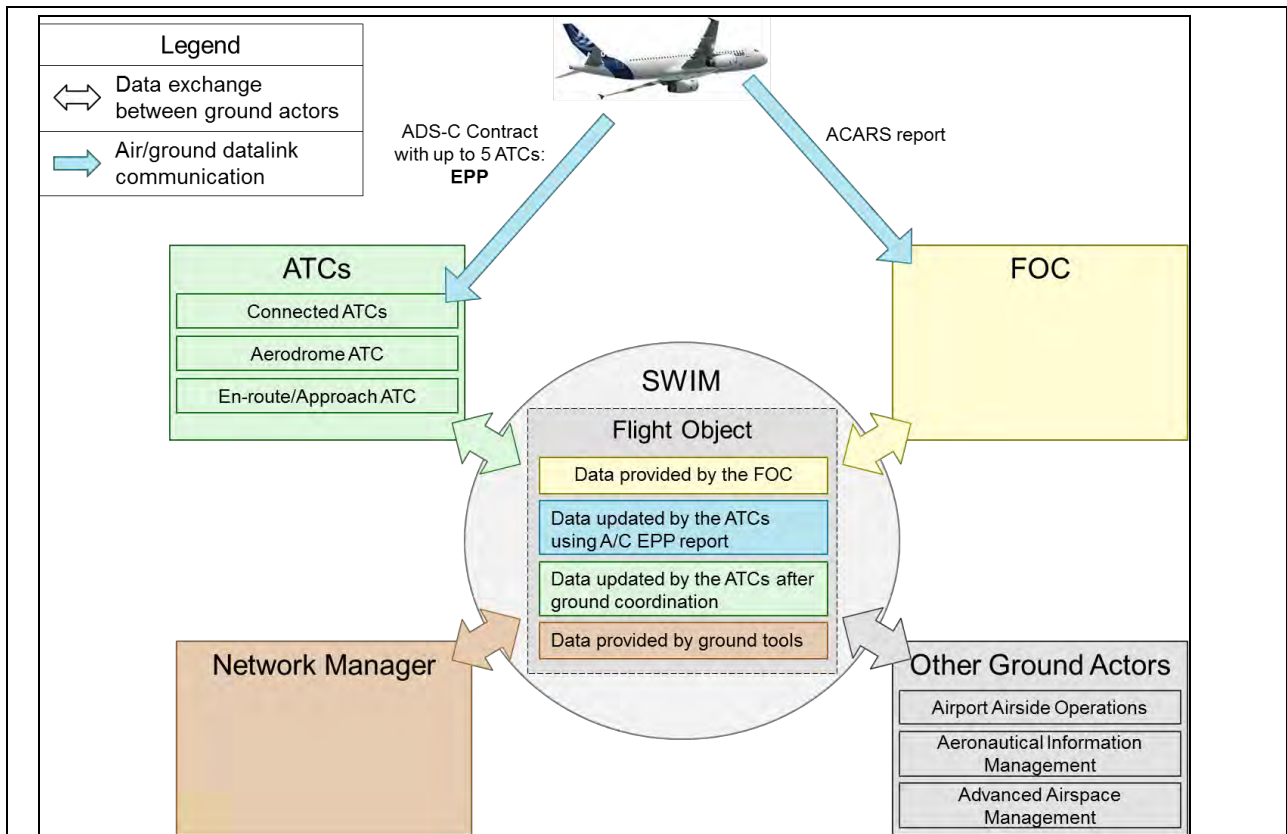 Legend
Data exchange
between ground actors
Air/ground datalink
communication
ADS-C Contract
with up to 5 ATCs:
EPP
ACARS report
ATCs
Connected ATCs
Aerodrome ATC
En-route/Approach ATC
FOC
SWIM
Flight Object
Data provided by the FOC
Data updated by the ATCs
using A/C EPP report
Data updated by the ATCs after
ground coordination
Data provided by ground tools
Network Manager
Other Ground Actors
Airport Airside Operations
Aeronautical Information
Management
Advanced Airspace
Management